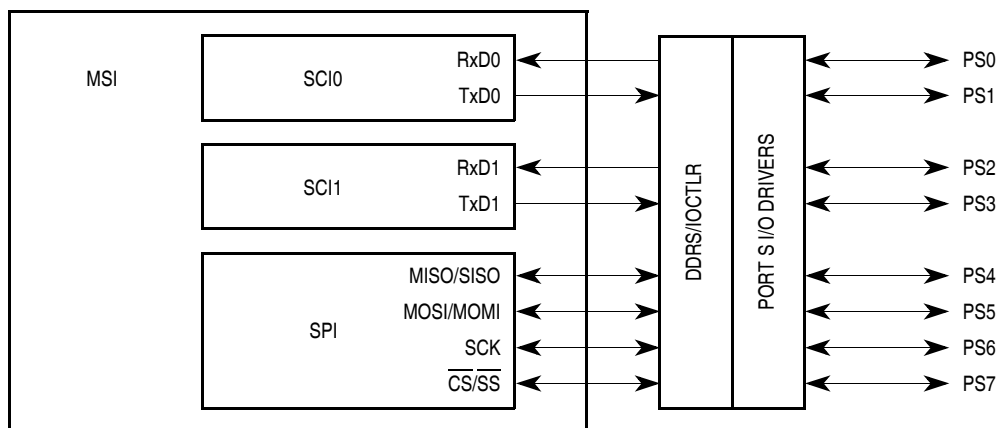 MSI
SCI0
RxD0
TxD0
SCI1
RxD1
TxD1
SPI
MISO/SISO
MOSI/MOMI
SCK
CS/SS
DDRS/IOCTLR
PORT S I/O DRIVERS
PS0
PS1
PS2
PS3
PS4
PS5
PS6
PS7